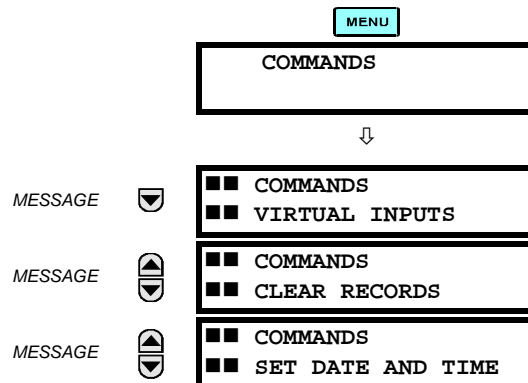 MENU
COMMANDS
⇩
MESSAGE ■■ COMMANDS
■■ VIRTUAL INPUTS
MESSAGE ■■ COMMANDS
■■ CLEAR RECORDS
MESSAGE ■■ COMMANDS
■■ SET DATE AND TIME